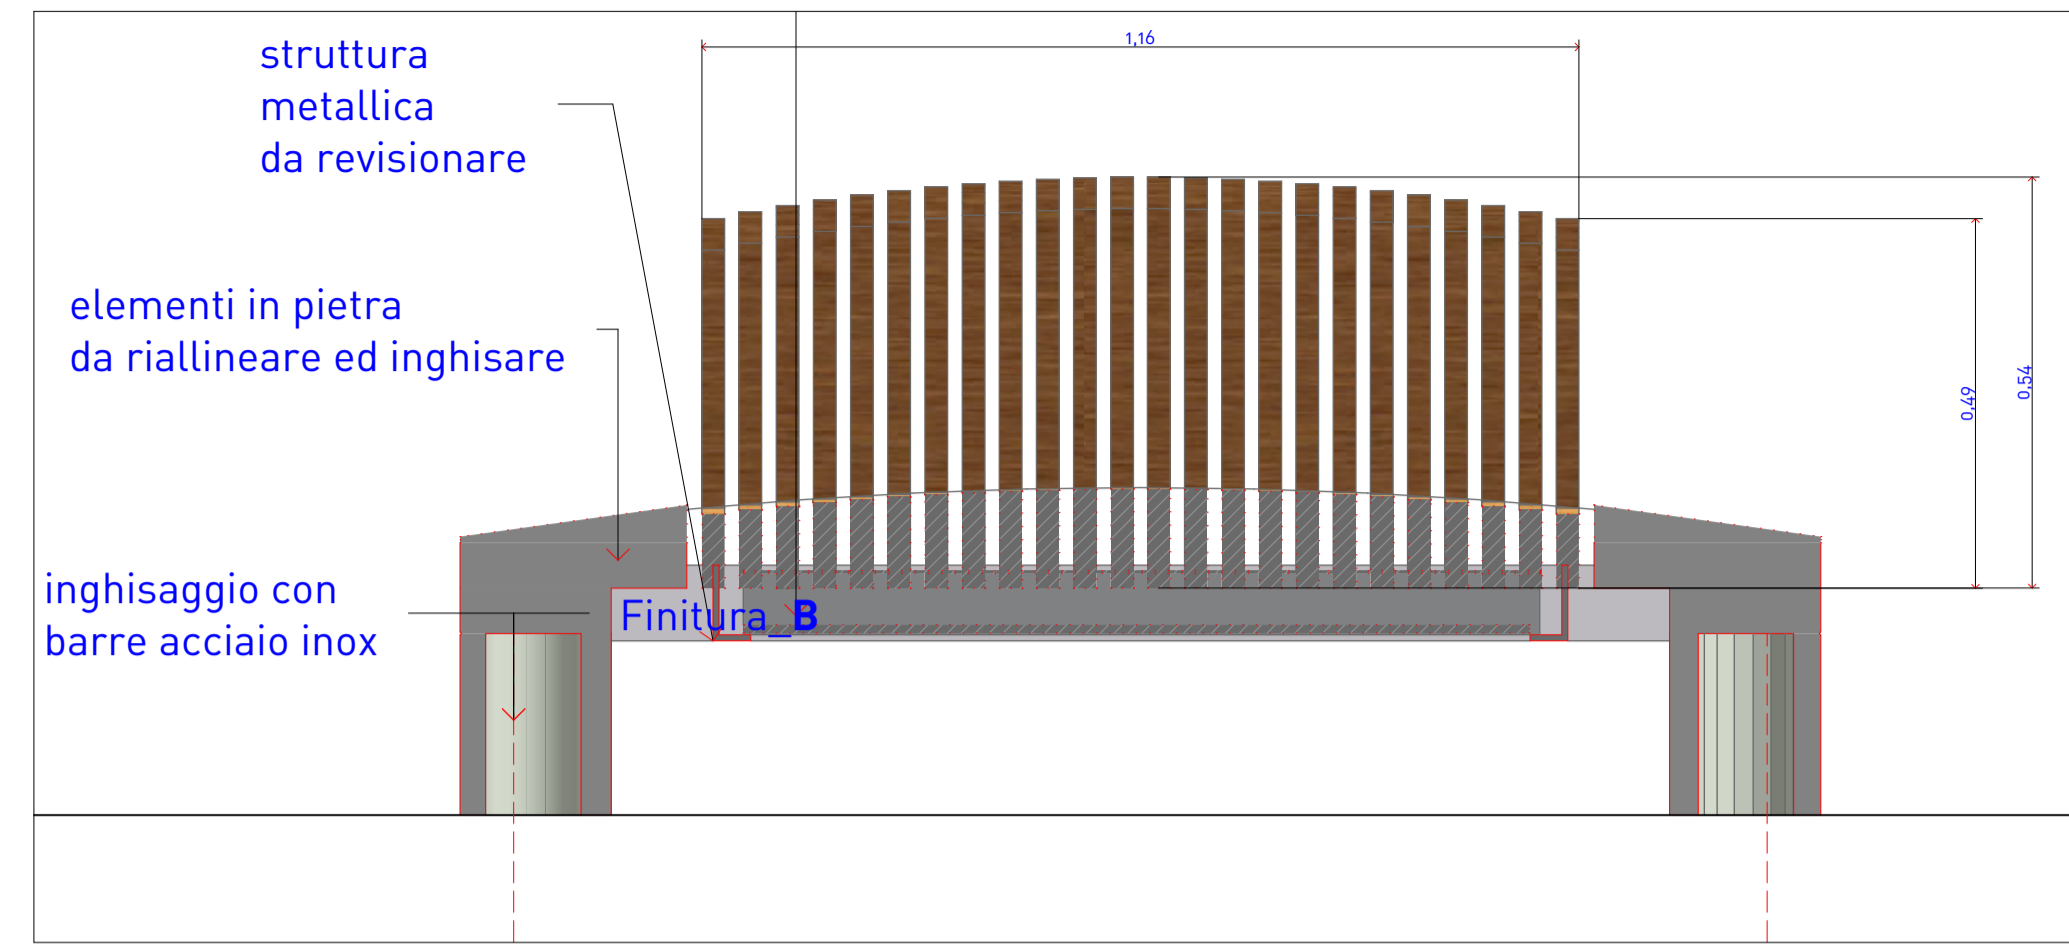 1,16
struttura
metallica
da revisionare
elementi in pietra
da riallineare ed inghisare
0,49
0,54
inghisaggio con
barre acciaio inox
Finitura_B